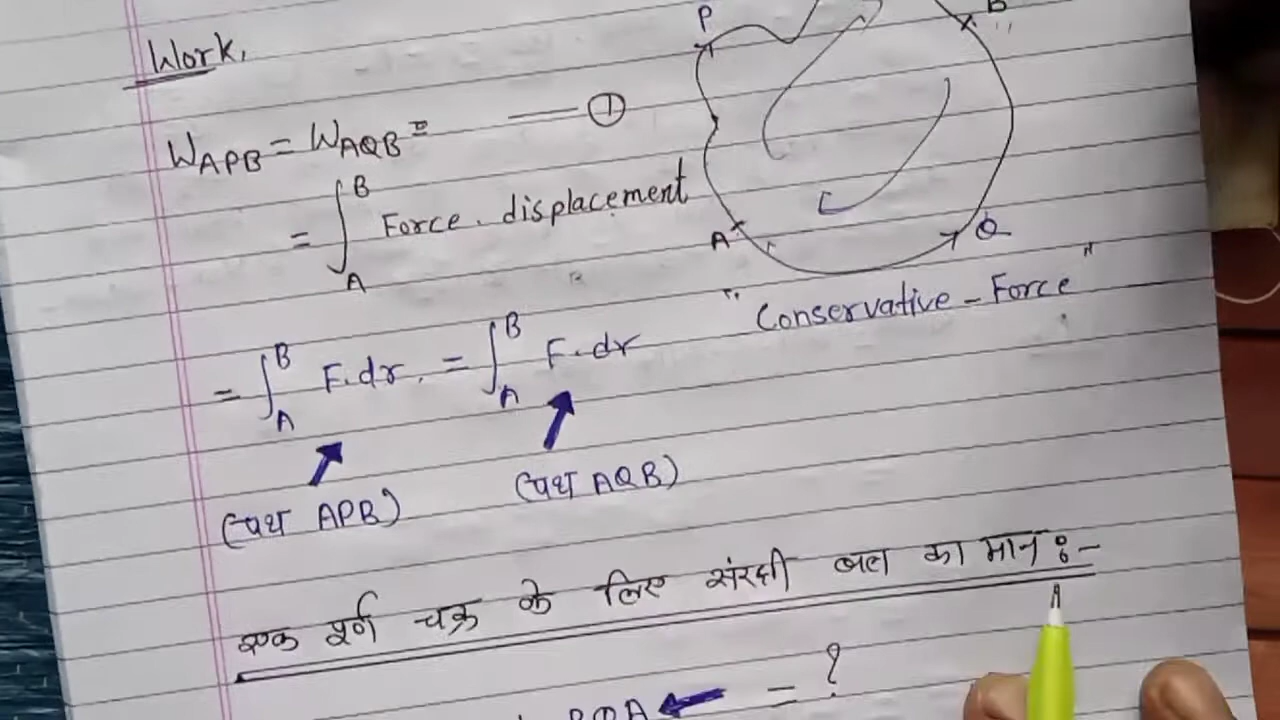 Work,
P
B
W_APB = W_AQB = —— ①
= ∫_A^B Force . displacement
A
Q
"Conservative - Force"
= ∫_A^B F.dr. = ∫_A^B F.dr
(पथ APB) (पथ AQB)
एक पूर्ण चक्र के लिए संरक्षी बल का मान :-
BQA ← = ?